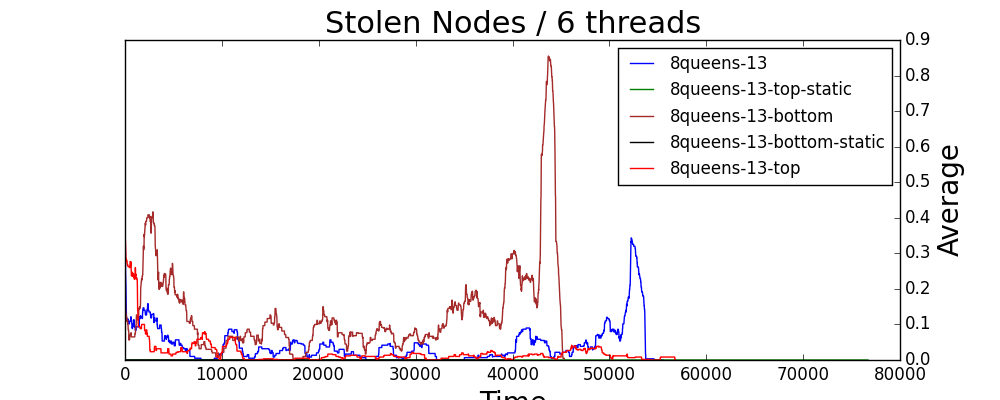 Stolen Nodes / 6 threads
8queens-13
8queens-13-top-static
8queens-13-bottom
8queens-13-bottom-static
8queens-13-top
0.9
0.8
0.7
0.6
0.5
0.4
0.3
0.2
0.1
0.0
Average
0 10000 20000 30000 40000 50000 60000 70000 80000
Time